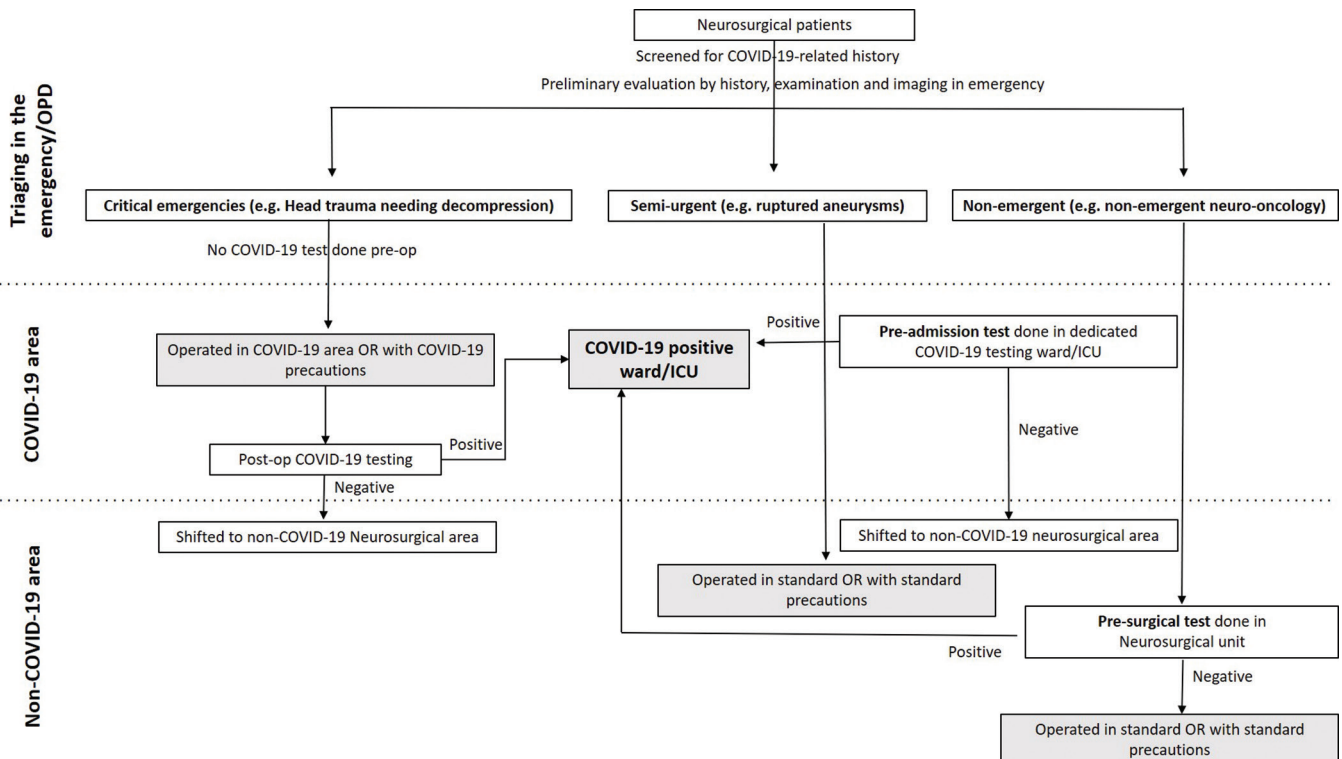 Neurosurgical patients
Screened for COVID-19-related history
Preliminary evaluation by history, examination and imaging in emergency
Triaging in the
emergency/OPD
Critical emergencies (e.g. Head trauma needing decompression)
Semi-urgent (e.g. ruptured aneurysms)
Non-emergent (e.g. non-emergent neuro-oncology)
No COVID-19 test done pre-op
COVID-19 area
Operated in COVID-19 area OR with COVID-19
precautions
COVID-19 positive
ward/ICU
Positive
Pre-admission test done in dedicated
COVID-19 testing ward/ICU
Negative
Post-op COVID-19 testing
Positive
Negative
Non-COVID-19 area
Shifted to non-COVID-19 Neurosurgical area
Shifted to non-COVID-19 neurosurgical area
Operated in standard OR with standard
precautions
Pre-surgical test done in
Neurosurgical unit
Positive
Negative
Operated in standard OR with standard
precautions